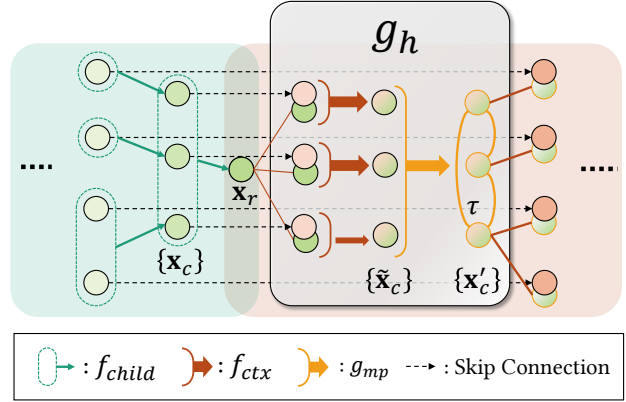 g_h
....
.....
x_r
τ
{x_c}
{x̃_c}
{x'_c}
: f_child
: f_ctx
: g_mp
: Skip Connection